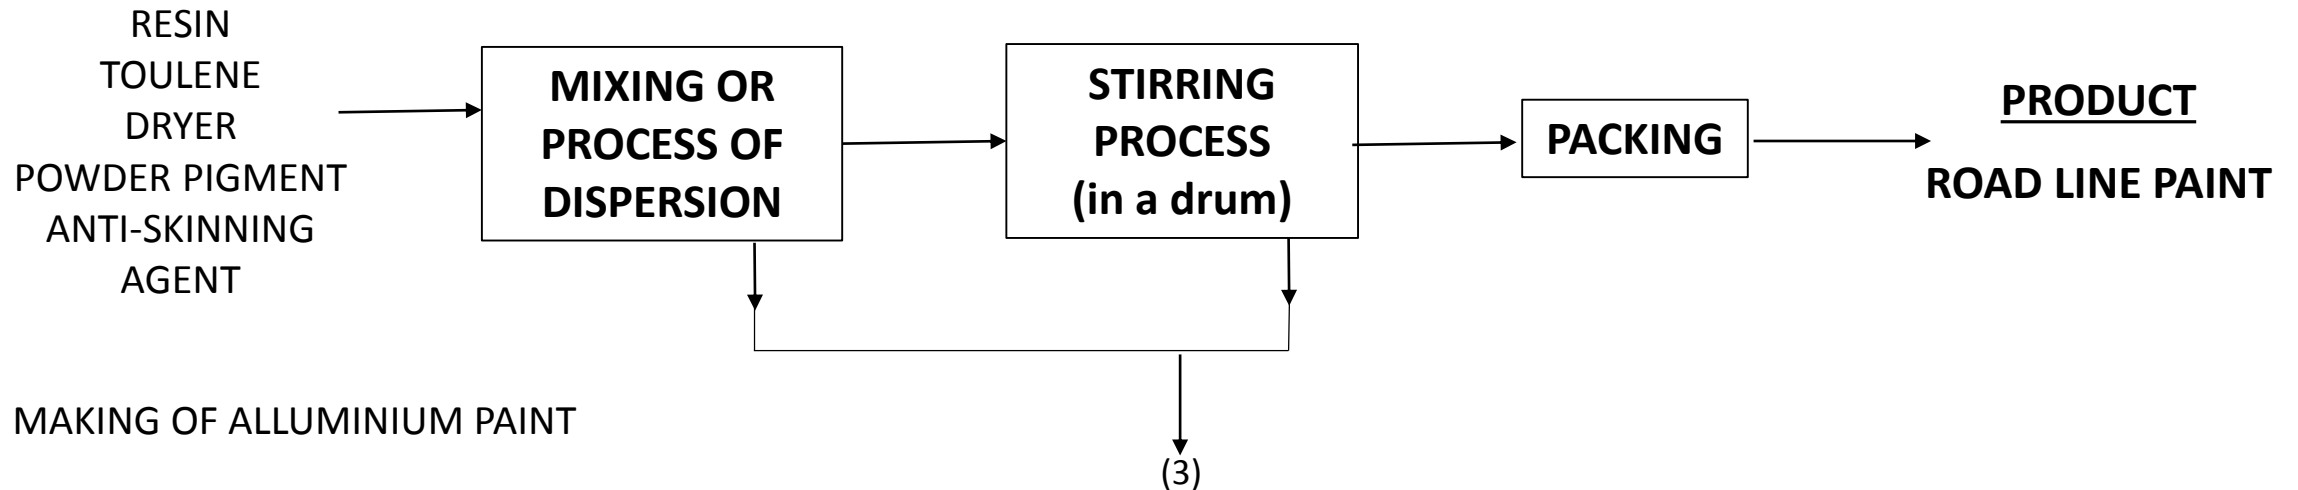 RESIN
TOULENE
DRYER
POWDER PIGMENT
ANTI-SKINNING
AGENT
MIXING OR
PROCESS OF
DISPERSION
STIRRING
PROCESS
(in a drum)
PACKING
PRODUCT
ROAD LINE PAINT
MAKING OF ALLUMINIUM PAINT
(3)